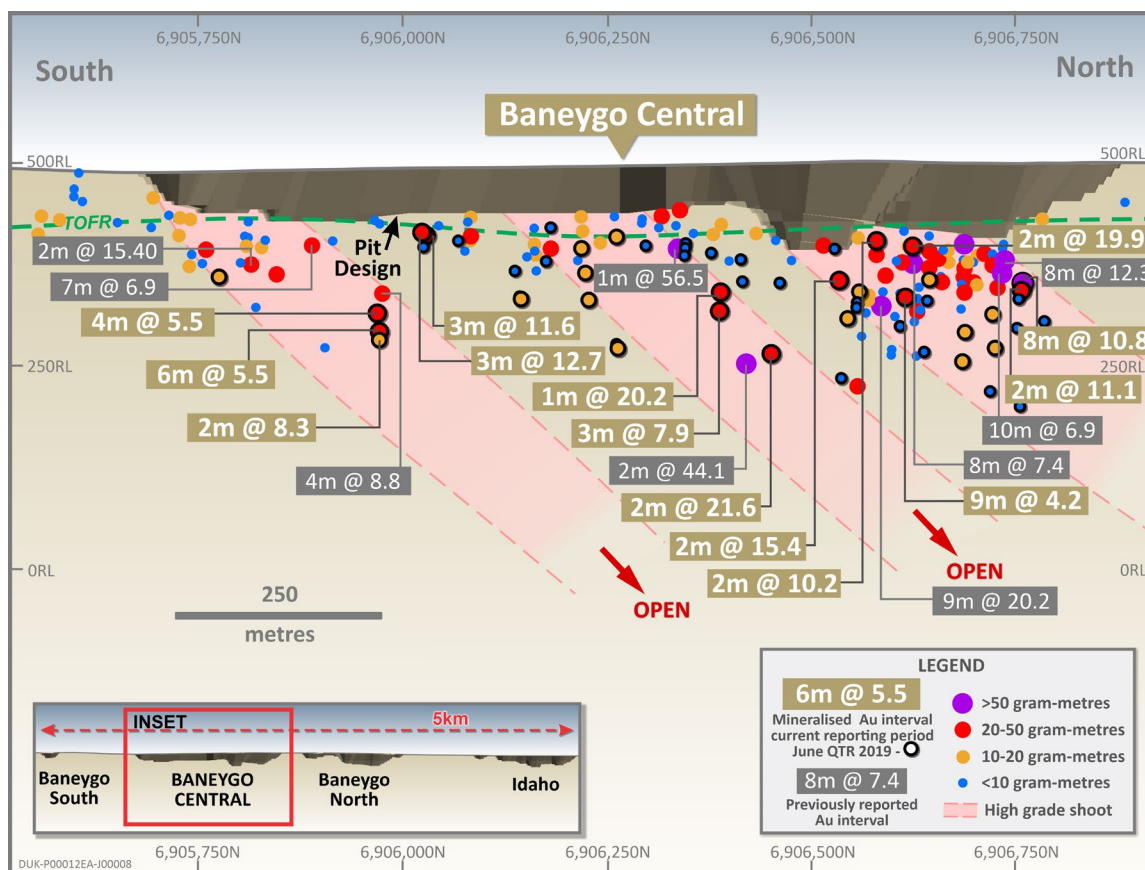 6,905,750N
6,906,000N
6,906,250N
6,906,500N
6,906,750N
South
North
Baneygo Central
500RL
500RL
TOFR
2m @ 15.40
7m @ 6.9
4m @ 5.5
6m @ 5.5
2m @ 8.3
4m @ 8.8
Pit
Design
3m @ 11.6
3m @ 12.7
1m @ 56.5
1m @ 20.2
3m @ 7.9
2m @ 44.1
2m @ 21.6
2m @ 15.4
2m @ 10.2
2m @ 19.9
8m @ 12.3
8m @ 10.8
2m @ 11.1
10m @ 6.9
8m @ 7.4
9m @ 4.2
9m @ 20.2
250RL
250RL
0RL
0RL
OPEN
OPEN
250
metres
INSET
5km
Baneygo
South
BANEYGO
CENTRAL
Baneygo
North
Idaho
LEGEND
6m @ 5.5
Mineralised Au interval
current reporting period
June QTR 2019 -
8m @ 7.4
Previously reported
Au interval
>50 gram-metres
20-50 gram-metres
10-20 gram-metres
<10 gram-metres
High grade shoot
DUK-P00012EA-J00008
6,905,750N
6,906,000N
6,906,250N
6,906,500N
6,906,750N